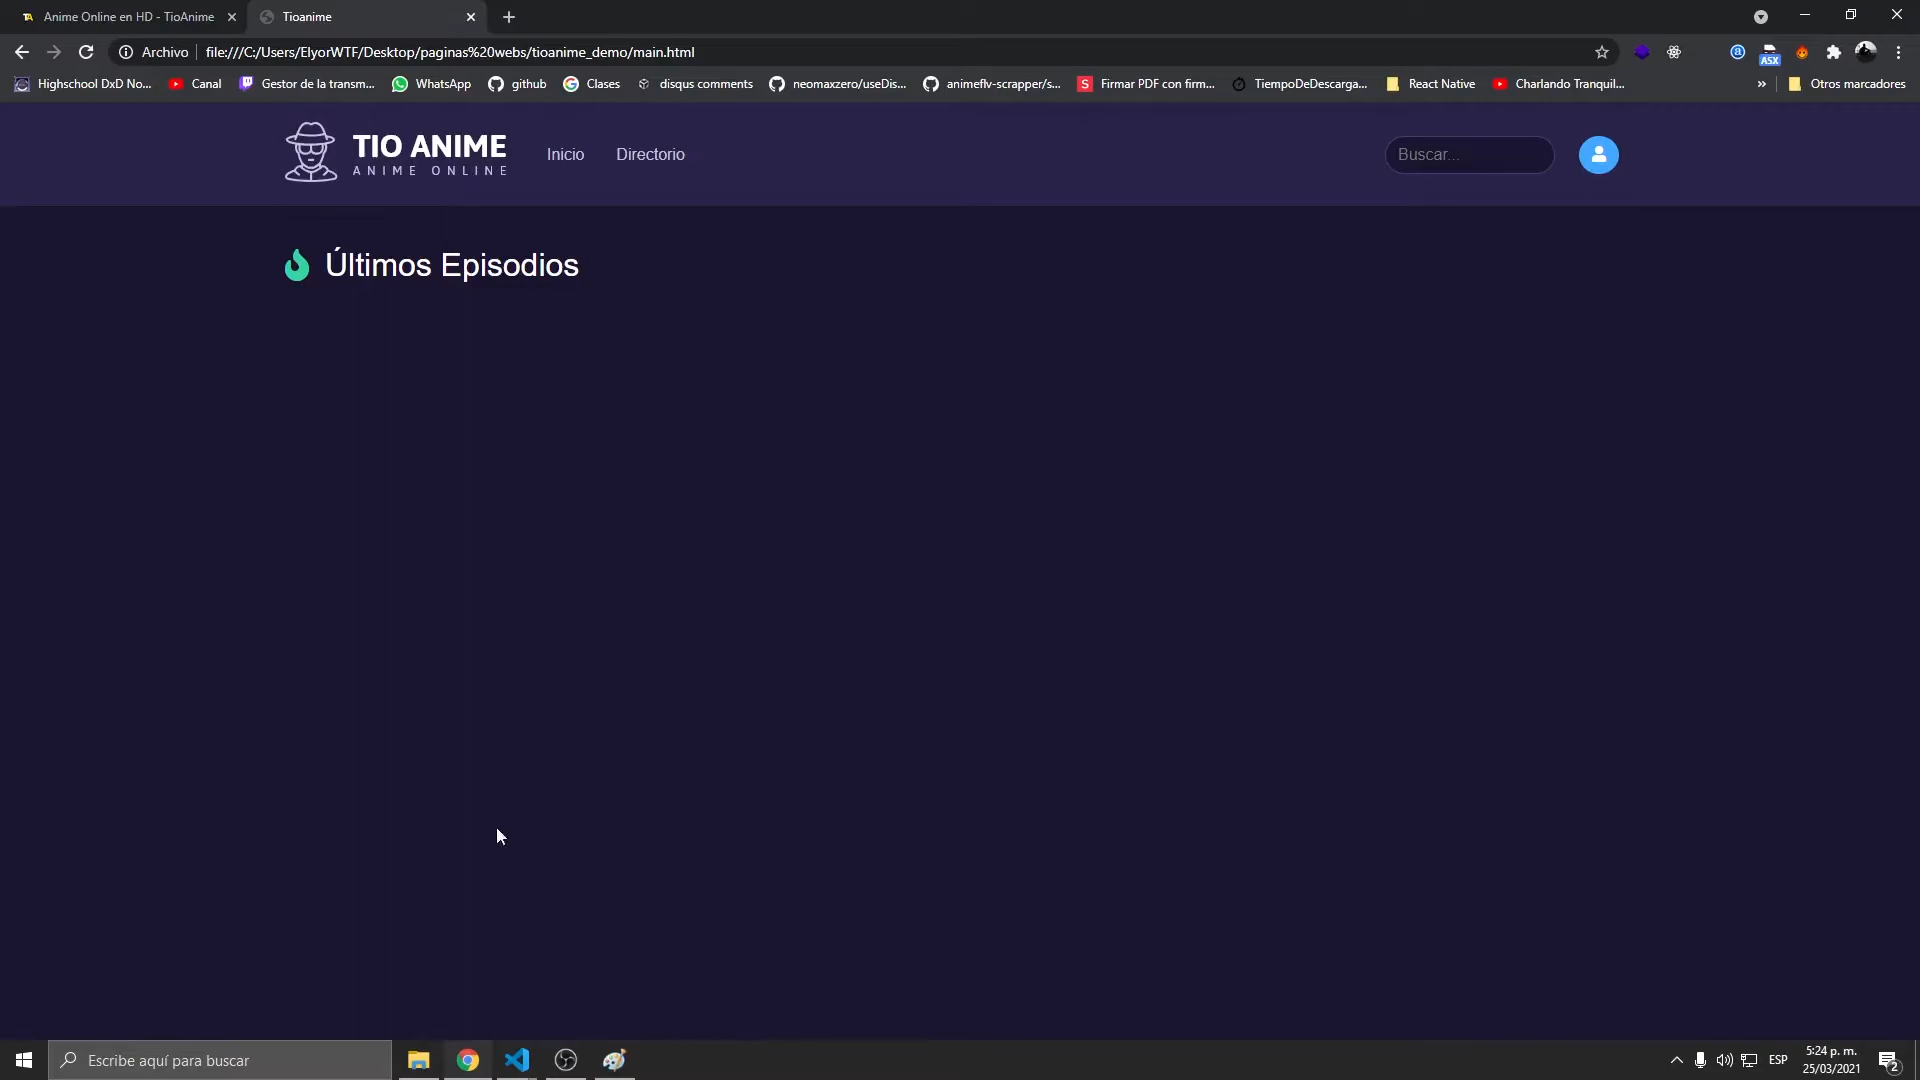 Anime Online en HD - TioAnime
Tioanime
Archivo
file:///C:/Users/ElyorWTF/Desktop/paginas%20webs/tioanime_demo/main.html
ASX
Highschool DxD No...
Canal
Gestor de la transm...
WhatsApp
github
Clases
disqus comments
neomaxzero/useDis...
animeflv-scrapper/s...
Firmar PDF con firm...
TiempoDeDescarga...
React Native
Charlando Tranquil...
»
Otros marcadores
TIO ANIME
ANIME ONLINE
Inicio
Directorio
Buscar...
Últimos Episodios
Escribe aquí para buscar
ESP
5:24 p. m.
25/03/2021
2